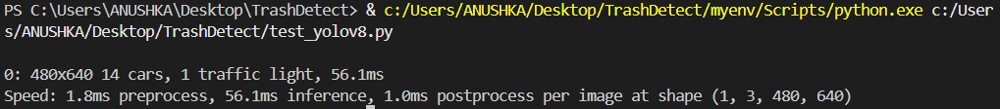 PS C:\Users\ANUSHKA\Desktop\TrashDetect> & c:/Users/ANUSHKA/Desktop/TrashDetect/myenv/Scripts/python.exe c:/User
s/ANUSHKA/Desktop/TrashDetect/test_yolov8.py
0: 480x640 14 cars, 1 traffic light, 56.1ms
Speed: 1.8ms preprocess, 56.1ms inference, 1.0ms postprocess per image at shape (1, 3, 480, 640)